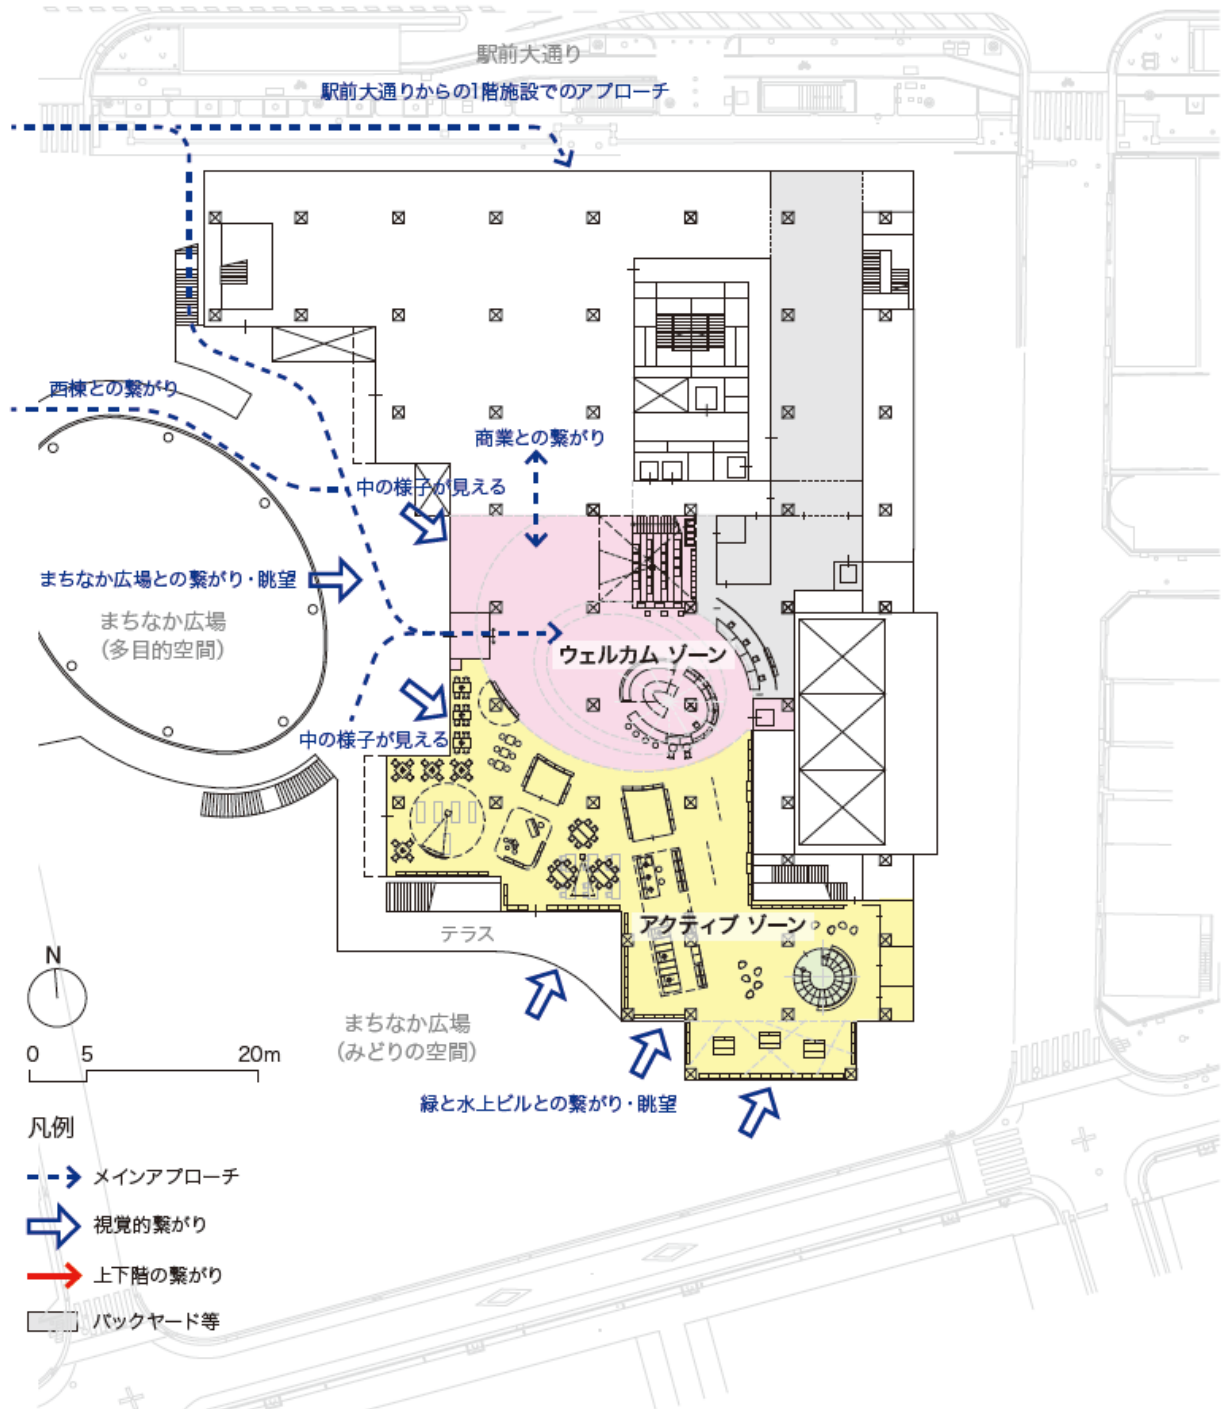 駅前大通り
駅前大通りからの1階施設でのアプローチ
西棟との繋がり
商業との繋がり
中の様子が見える
まちなか広場との繋がり・眺望
まちなか広場
(多目的空間)
ウェルカム ゾーン
中の様子が見える
アクティブ ゾーン
テラス
まちなか広場
(みどりの空間)
緑と水上ビルとの繋がり・眺望
N
0 5 20m
凡例
メインアプローチ
視覚的繋がり
上下階の繋がり
バックヤード等